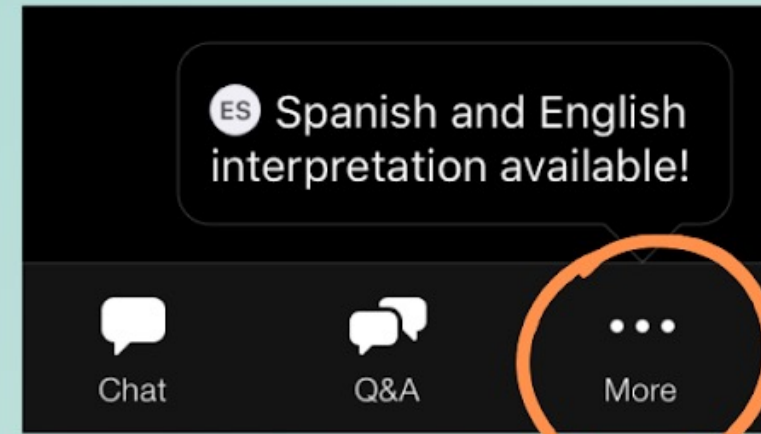 ES Spanish and English
interpretation available!
Chat Q&A More